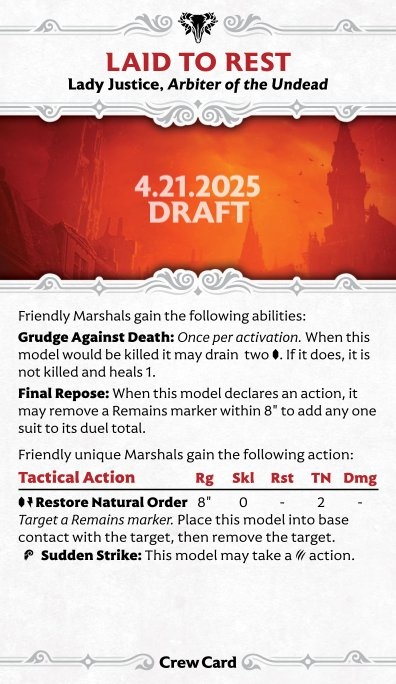 LAID TO REST
Lady Justice, Arbiter of the Undead
4.21.2025
DRAFT
Friendly Marshals gain the following abilities:
Grudge Against Death: Once per activation. When this
model would be killed it may drain two . If it does, it is
not killed and heals 1.
Final Repose: When this model declares an action, it
may remove a Remains marker within 8" to add any one
suit to its duel total.
Friendly unique Marshals gain the following action:
Tactical Action Rg Skl Rst TN Dmg
Restore Natural Order 8" 0 - 2 -
Target a Remains marker. Place this model into base
contact with the target, then remove the target.
Sudden Strike: This model may take a action.
Crew Card